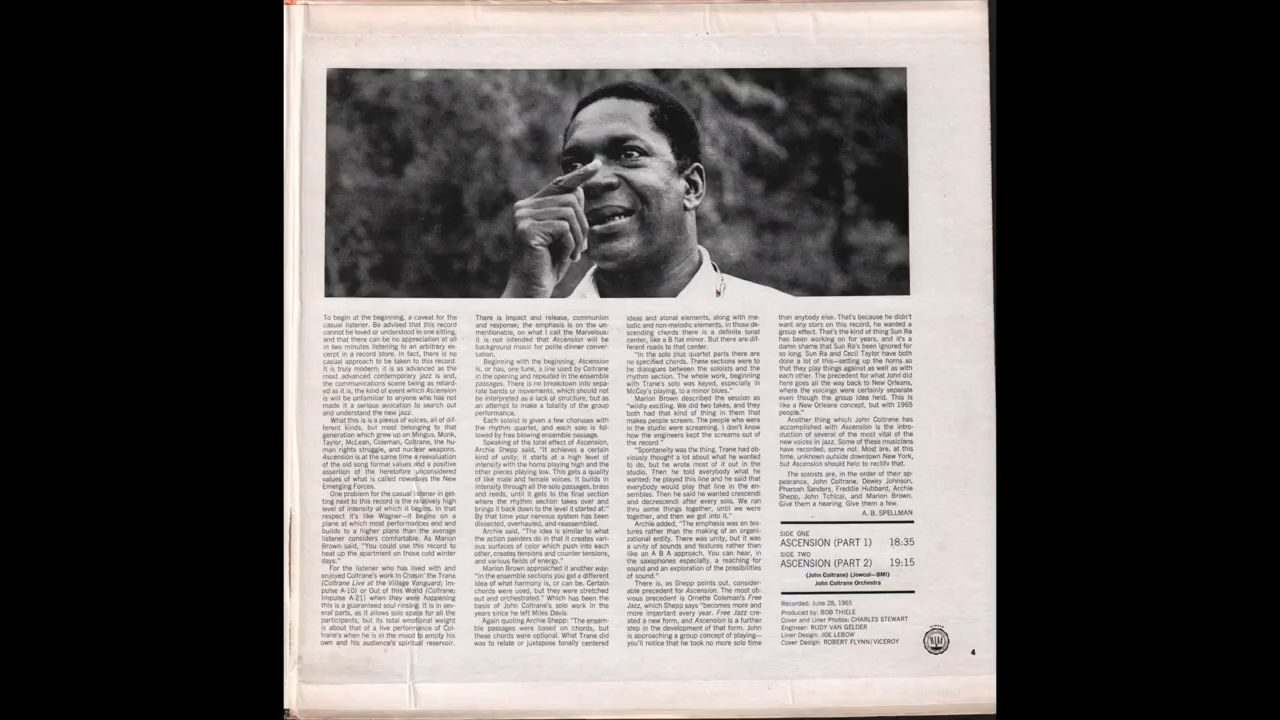 To begin at the beginning, a caveat for the
casual listener. Be advised that this record
cannot be loved or understood in one sitting,
and that there can be no appreciation at all
in two minutes listening to an arbitrary ex-
cerpt in a record store. In fact, there is no
casual approach to be taken to this record.
It is truly modern; it is as advanced as the
most advanced contemporary jazz is and,
the communications scene being as retard-
ed as it is, the kind of event which Ascension
is will be unfamiliar to anyone who has not
made it a serious avocation to search out
and understand the new jazz.
What this is is a plexus of voices, all of dif-
ferent kinds, but most belonging to that
generation which grew up on Mingus, Monk,
Taylor, McLean, Coleman, Coltrane, the hu-
man rights struggle, and nuclear weapons.
Ascension is at the same time a reevaluation
of the old song formal values and a positive
assertion of the heretofore unconsidered
values of what is called nowadays the New
Emerging Forces.
One problem for the casual listener in get-
ting next to this record is the relatively high
level of intensity at which it begins. In that
respect it's like Wagner—it begins on a
plane at which most performances end and
builds to a higher plane than the average
listener considers comfortable. As Marion
Brown said, "You could use this record to
heat up the apartment on those cold winter
days."
For the listener who has lived with and
enjoyed Coltrane's work in Chasin' the Trane
(Coltrane Live at the Village Vanguard; Im-
pulse A-10) or Out of this World (Coltrane;
Impulse A-21) when they were happening
this is a guaranteed soul rinsing. It is in sev-
eral parts, as it allows solo space for all the
participants, but its total emotional weight
is about that of a live performance of Col-
trane's when he is in the mood to empty his
own and his audience's spiritual reservoir.
There is impact and release, communion
and response; the emphasis is on the un-
mentionable, on what I call the Marvelous:
it is not intended that Ascension will be
background music for polite dinner conver-
sation.
Beginning with the beginning, Ascension
is, or has, one tune, a line used by Coltrane
in the opening and repeated in the ensemble
passages. There is no breakdown into sepa-
rate bands or movements, which should not
be interpreted as a lack of structure, but as
an attempt to make a totality of the group
performance.
Each soloist is given a few choruses with
the rhythm quartet, and each solo is fol-
lowed by free blowing ensemble passage.
Speaking of the total effect of Ascension,
Archie Shepp said, "It achieves a certain
kind of unity; it starts at a high level of
intensity with the horns playing high and the
other pieces playing low. This gets a quality
of like male and female voices. It builds in
intensity through all the solo passages, brass
and reeds, until it gets to the final section
where the rhythm section takes over and
brings it back down to the level it started at."
By that time your nervous system has been
dissected, overhauled, and reassembled.
Archie said, "The idea is similar to what
the action painters do in that it creates vari-
ous surfaces of color which push into each
other, creates tensions and counter tensions,
and various fields of energy."
Marion Brown approached it another way:
"In the ensemble sections you get a different
idea of what harmony is, or can be. Certain
chords were used, but they were stretched
out and orchestrated." Which has been the
basis of John Coltrane's solo work in the
years since he left Miles Davis.
Again quoting Archie Shepp: "The ensem-
ble passages were based on chords, but
these chords were optional. What Trane did
was to relate or juxtapose tonally centered
ideas and atonal elements, along with me-
lodic and non-melodic elements. In those de-
scending chords there is a definite tonal
center, like a B flat minor. But there are dif-
ferent roads to that center.
"In the solo plus quartet parts there are
no specified chords. These sections were to
be dialogues between the soloists and the
rhythm section. The whole work, beginning
with Trane's solo was keyed, especially in
McCoy's playing, to a minor blues."
Marion Brown described the session as
"wildly exciting. We did two takes, and they
both had that kind of thing in them that
makes people scream. The people who were
in the studio were screaming. I don't know
how the engineers kept the screams out of
the record."
"Spontaneity was the thing. Trane had ob-
viously thought a lot about what he wanted
to do, but he wrote most of it out in the
studio. Then he told everybody what he
wanted: he played this line and he said that
everybody would play that line in the en-
sembles. Then he said he wanted crescendi
and decrescendi after every solo. We ran
thru some things together, until we were
together, and then we got into it."
Archie added, "The emphasis was on tex-
tures rather than the making of an organi-
zational entity. There was unity, but it was
a unity of sounds and textures rather than
like an A B A approach. You can hear, in
the saxophones especially, a reaching for
sound and an exploration of the possibilities
of sound."
There is, as Shepp points out, consider-
able precedent for Ascension. The most ob-
vious precedent is Ornette Coleman's Free
Jazz, which Shepp says "becomes more and
more important every year. Free Jazz cre-
ated a new form, and Ascension is a further
step in the development of that form. John
is approaching a group concept of playing—
you'll notice that he took no more solo time
than anybody else. That's because he didn't
want any stars on this record, he wanted a
group effect. That's the kind of thing Sun Ra
has been working on for years, and it's a
damn shame that Sun Ra's been ignored for
so long. Sun Ra and Cecil Taylor have both
done a lot of this—setting up the horns so
that they play things against as well as with
each other. The precedent for what John did
here goes all the way back to New Orleans,
where the voicings were certainly separate
even though the group idea held. This is
like a New Orleans concept, but with 1965
people."
Another thing which John Coltrane has
accomplished with Ascension is the intro-
duction of several of the most vital of the
new voices in jazz. Some of these musicians
have recorded, some not. Most are, at this
time, unknown outside downtown New York,
but Ascension should help to rectify that.
The soloists are, in the order of their ap-
pearance, John Coltrane, Dewey Johnson,
Pharoah Sanders, Freddie Hubbard, Archie
Shepp, John Tchicai, and Marion Brown.
Give them a hearing. Give them a few.
A. B. SPELLMAN
SIDE ONE
ASCENSION (PART 1) 18:35
SIDE TWO
ASCENSION (PART 2) 19:15
(John Coltrane) (Jowcol—BMI)
John Coltrane Orchestra
Recorded: June 28, 1965
Produced by: BOB THIELE
Cover and Liner Photos: CHARLES STEWART
Engineer: RUDY VAN GELDER
Liner Design: JOE LEBOW
Cover Design: ROBERT FLYNN/VICEROY
4